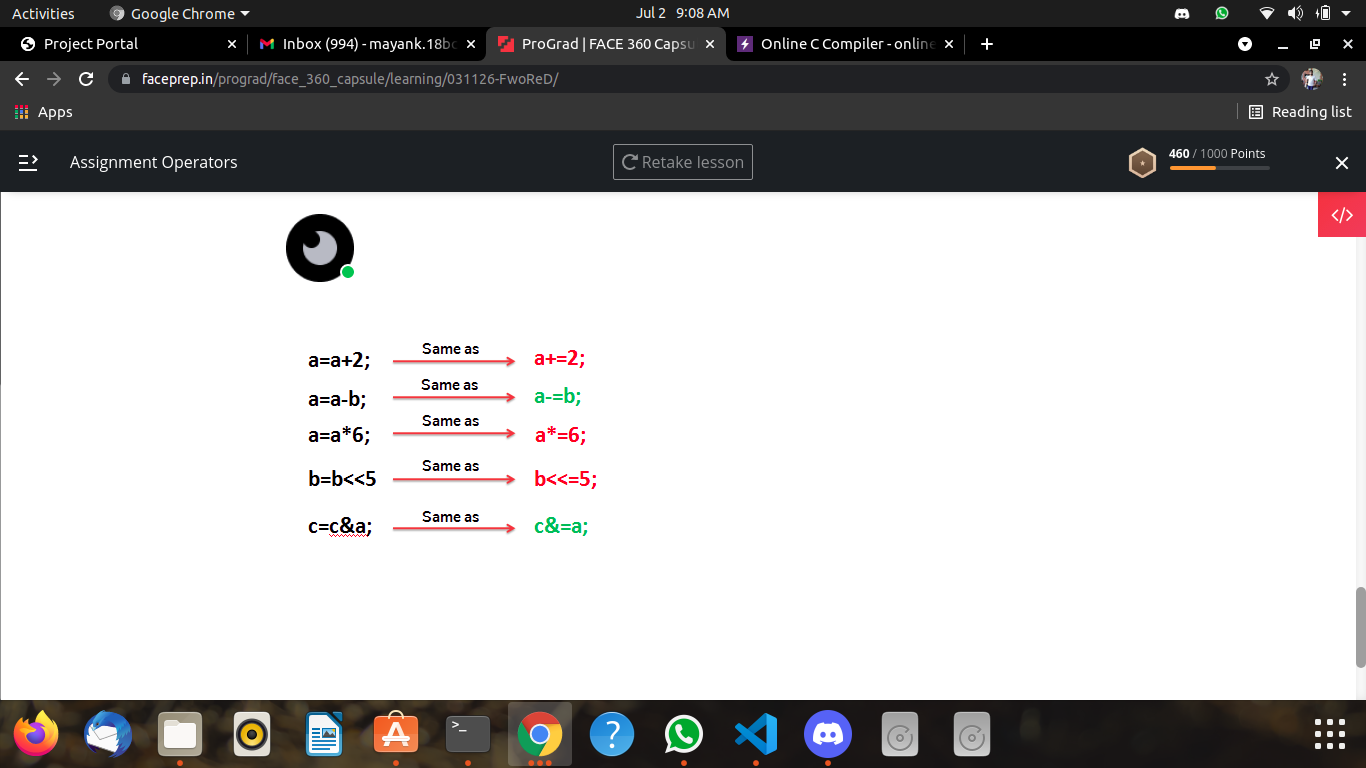 Activities Google Chrome Jul 2 9:08 AM
Project Portal Inbox (994) - mayank.18bc ProGrad | FACE 360 Capsu Online C Compiler - online
faceprep.in/prograd/face_360_capsule/learning/031126-FwoReD/
Apps Reading list
Assignment Operators Retake lesson 460 / 1000 Points
</>
a=a+2; Same as a+=2;
a=a-b; Same as a-=b;
a=a*6; Same as a*=6;
b=b<<5 Same as b<<=5;
c=c&a; Same as c&=a;
>_
?